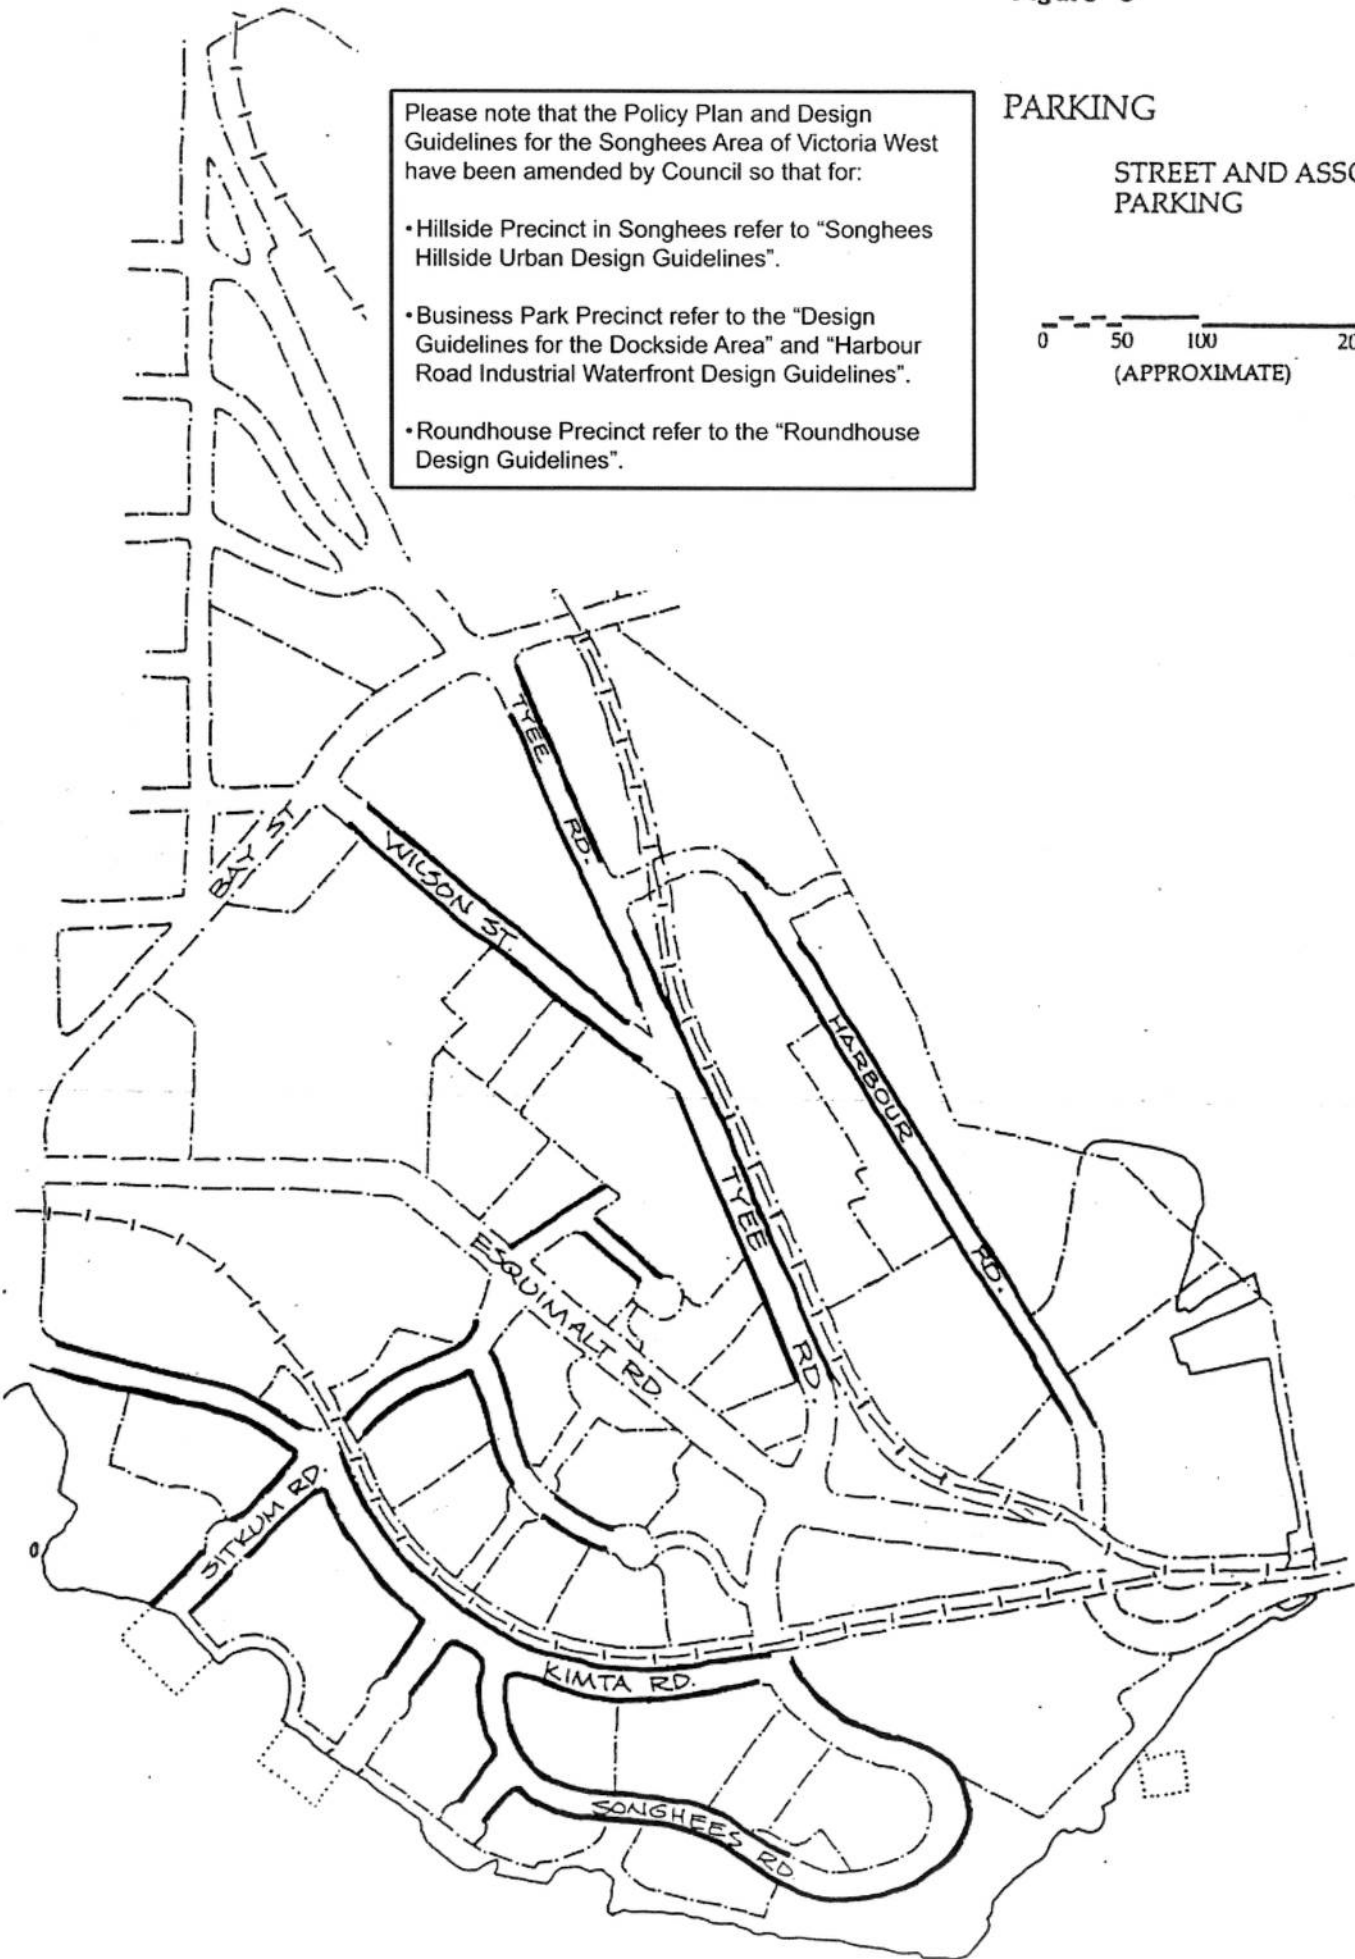 PARKING
STREET AND ASSO
PARKING
0 50 100 20
(APPROXIMATE)
Please note that the Policy Plan and Design
Guidelines for the Songhees Area of Victoria West
have been amended by Council so that for:
•Hillside Precinct in Songhees refer to “Songhees
Hillside Urban Design Guidelines”.
•Business Park Precinct refer to the “Design
Guidelines for the Dockside Area” and “Harbour
Road Industrial Waterfront Design Guidelines”.
•Roundhouse Precinct refer to the “Roundhouse
Design Guidelines”.
TYEE RD.
BAY ST
WILSON ST.
HARBOUR RD.
TYEE RD
ESQUIMALT RD
SITKUM RD
KIMTA RD.
SONGHEES RD